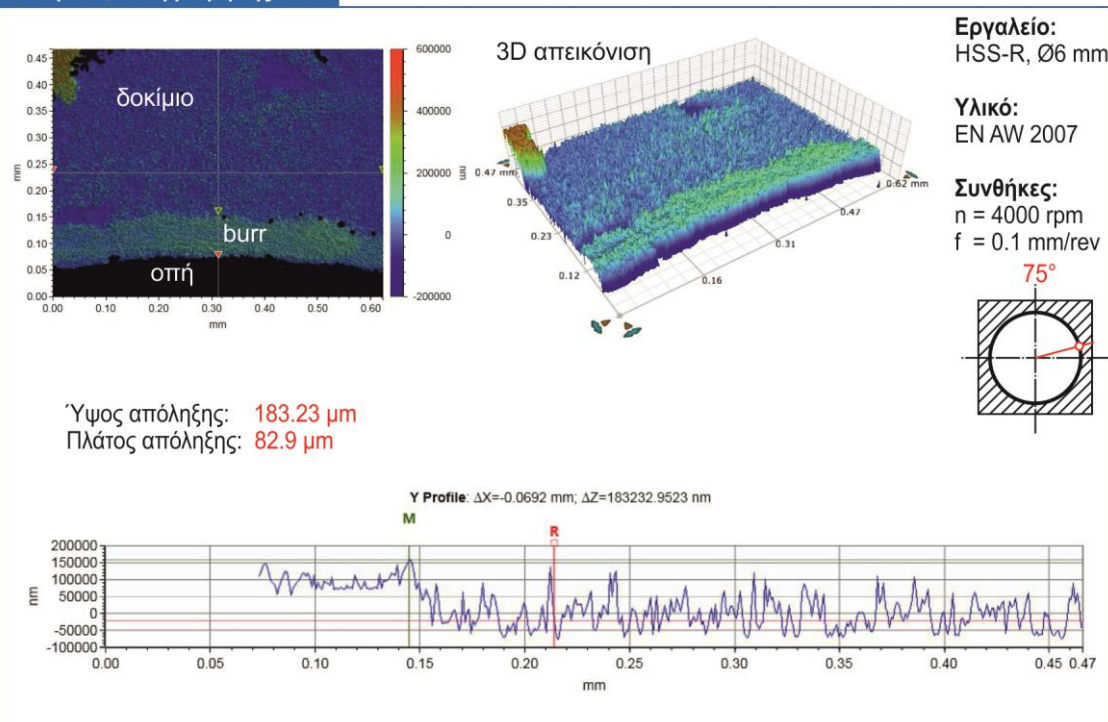 3D απεικόνιση
Εργαλείο:
HSS-R, Ø6 mm
Υλικό:
EN AW 2007
Συνθήκες:
n = 4000 rpm
f = 0.1 mm/rev
75°
0.45
0.40
0.35
0.30
0.25
0.20
0.15
0.10
0.05
0.00
mm
δοκίμιο
burr
οπή
0.00 0.10 0.20 0.30 0.40 0.50 0.60
mm
600000
400000
200000
0
-200000
nm
0.47 mm
0.35
0.23
0.12
0.16
0.31
0.47
0.62 mm
Ύψος απόληξης: 183.23 μm
Πλάτος απόληξης: 82.9 μm
Y Profile: ΔX=-0.0692 mm; ΔZ=183232.9523 nm
M
R
200000
150000
100000
50000
0
-50000
-100000
nm
0.00 0.05 0.10 0.15 0.20 0.25 0.30 0.35 0.40 0.45 0.47
mm